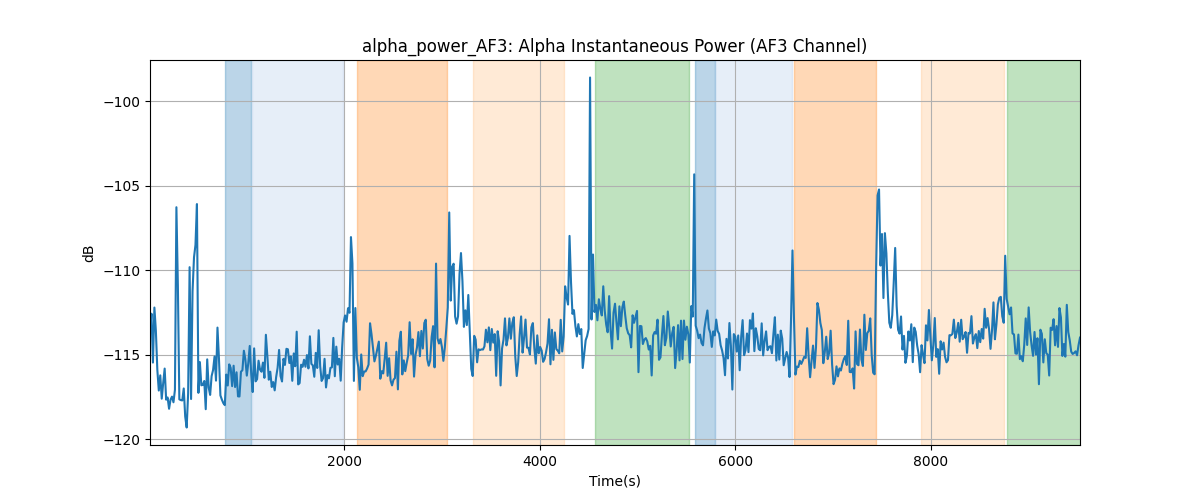 alpha_power_AF3: Alpha Instantaneous Power (AF3 Channel)
−100
−105
−110
−115
−120
dB
2000 4000 6000 8000
Time(s)